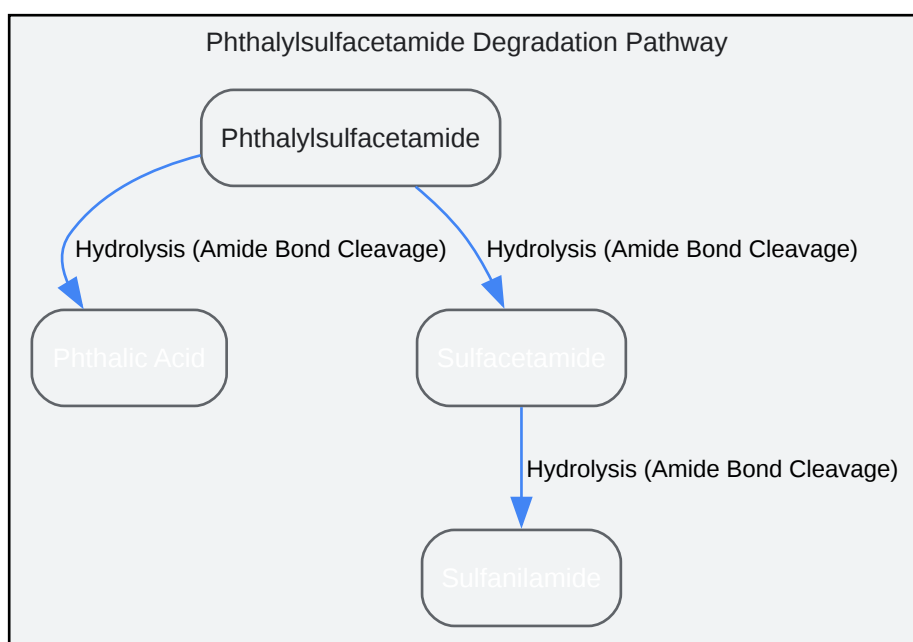 Phthalylsulfacetamide Degradation Pathway
Phthalylsulfacetamide
Hydrolysis (Amide Bond Cleavage)
Hydrolysis (Amide Bond Cleavage)
Phthalic Acid
Sulfacetamide
Hydrolysis (Amide Bond Cleavage)
Sulfanilamide